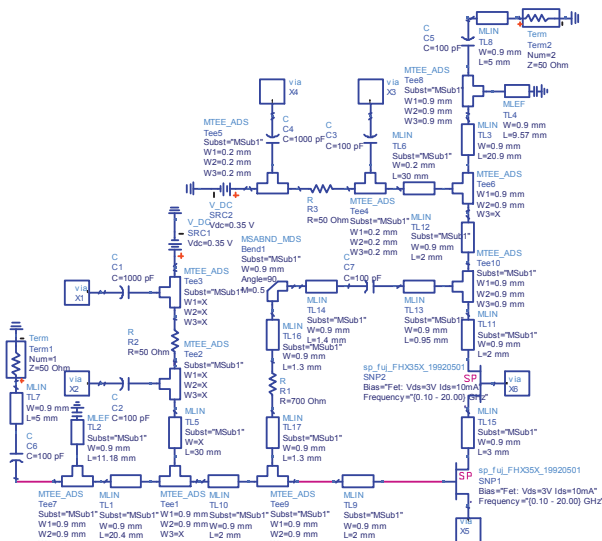 C
C5
C=100 pF
MLIN
TL8
W=0.9 mm
L=5 mm
Term
Term2
Num=2
Z=50 Ohm
via
X4
C
C4
C=1000 pF
via
X3
C
C3
C=100 pF
MTEE_ADS
Tee8
Subst="MSub1"
W1=0.9 mm
W2=0.9 mm
W3=0.9 mm
MLEF
TL4
W=0.9 mm
L=9.57 mm
MLIN
TL3
W=0.9 mm
L=20.9 mm
MTEE_ADS
Tee5
Subst="MSub1"
W1=0.2 mm
W2=0.2 mm
W3=0.2 mm
MLIN
TL6
Subst="MSub1"
W=0.2 mm
L=30 mm
MTEE_ADS
Tee6
Subst="MSub1"
W1=0.9 mm
W2=0.9 mm
W3=X
V_DC
SRC2
Vdc=0.35 V
R
R3
R=50 Ohm
MTEE_ADS
Tee4
Subst="MSub1"
W1=0.2 mm
W2=0.2 mm
W3=0.2 mm
MLIN
TL12
Subst="MSub1"
W=0.9 mm
L=2 mm
V_DC
SRC1
Vdc=0.35 V
MSABND_MDS
Bend1
Subst="MSub1"
W=0.9 mm
Angle=90
M=0.5
C
C7
C=100 pF
MTEE_ADS
Tee10
Subst="MSub1"
W1=0.9 mm
W2=0.9 mm
W3=0.9 mm
C
C1
C=1000 pF
via
X1
MTEE_ADS
Tee3
Subst="MSub1"
W1=X
W2=X
W3=X
MLIN
TL14
Subst="MSub1"
W=0.9 mm
L=1.4 mm
MLIN
TL13
Subst="MSub1"
W=0.9 mm
L=0.95 mm
MLIN
TL11
Subst="MSub1"
W=0.9 mm
L=2 mm
Term
Term1
Num=1
Z=50 Ohm
R
R2
R=50 Ohm
MLIN
TL16
Subst="MSub1"
W=0.9 mm
L=1.3 mm
MTEE_ADS
Tee2
Subst="MSub1"
W1=X
W2=X
W3=X
sp_fuj_FHX35X_19920501
SNP2
Bias="Fet: Vds=3V Ids=10mA"
Frequency="{0.10 - 20.00} GHz"
SP
via
X6
MLIN
TL7
W=0.9 mm
L=5 mm
via
X2
C
C2
C=100 pF
R
R1
R=700 Ohm
MLEF
TL2
Subst="MSub1"
W=0.9 mm
L=11.18 mm
MLIN
TL5
Subst="MSub1"
W=X
L=30 mm
MLIN
TL17
Subst="MSub1"
W=0.9 mm
L=1.3 mm
MLIN
TL15
Subst="MSub1"
W=0.9 mm
L=3 mm
C
C6
C=100 pF
SP
sp_fuj_FHX35X_19920501
SNP1
Bias="Fet: Vds=3V Ids=10mA"
Frequency="{0.10 - 20.00} GHz"
MTEE_ADS
Tee7
Subst="MSub1"
W1=0.9 mm
W2=0.9 mm
MLIN
TL1
Subst="MSub1"
W=0.9 mm
L=20.4 mm
MTEE_ADS
Tee1
Subst="MSub1"
W1=0.9 mm
W2=0.9 mm
W3=X
MLIN
TL10
Subst="MSub1"
W=0.9 mm
L=2 mm
MTEE_ADS
Tee9
Subst="MSub1"
W1=0.9 mm
W2=0.9 mm
MLIN
TL9
Subst="MSub1"
W=0.9 mm
L=2 mm
via
X5